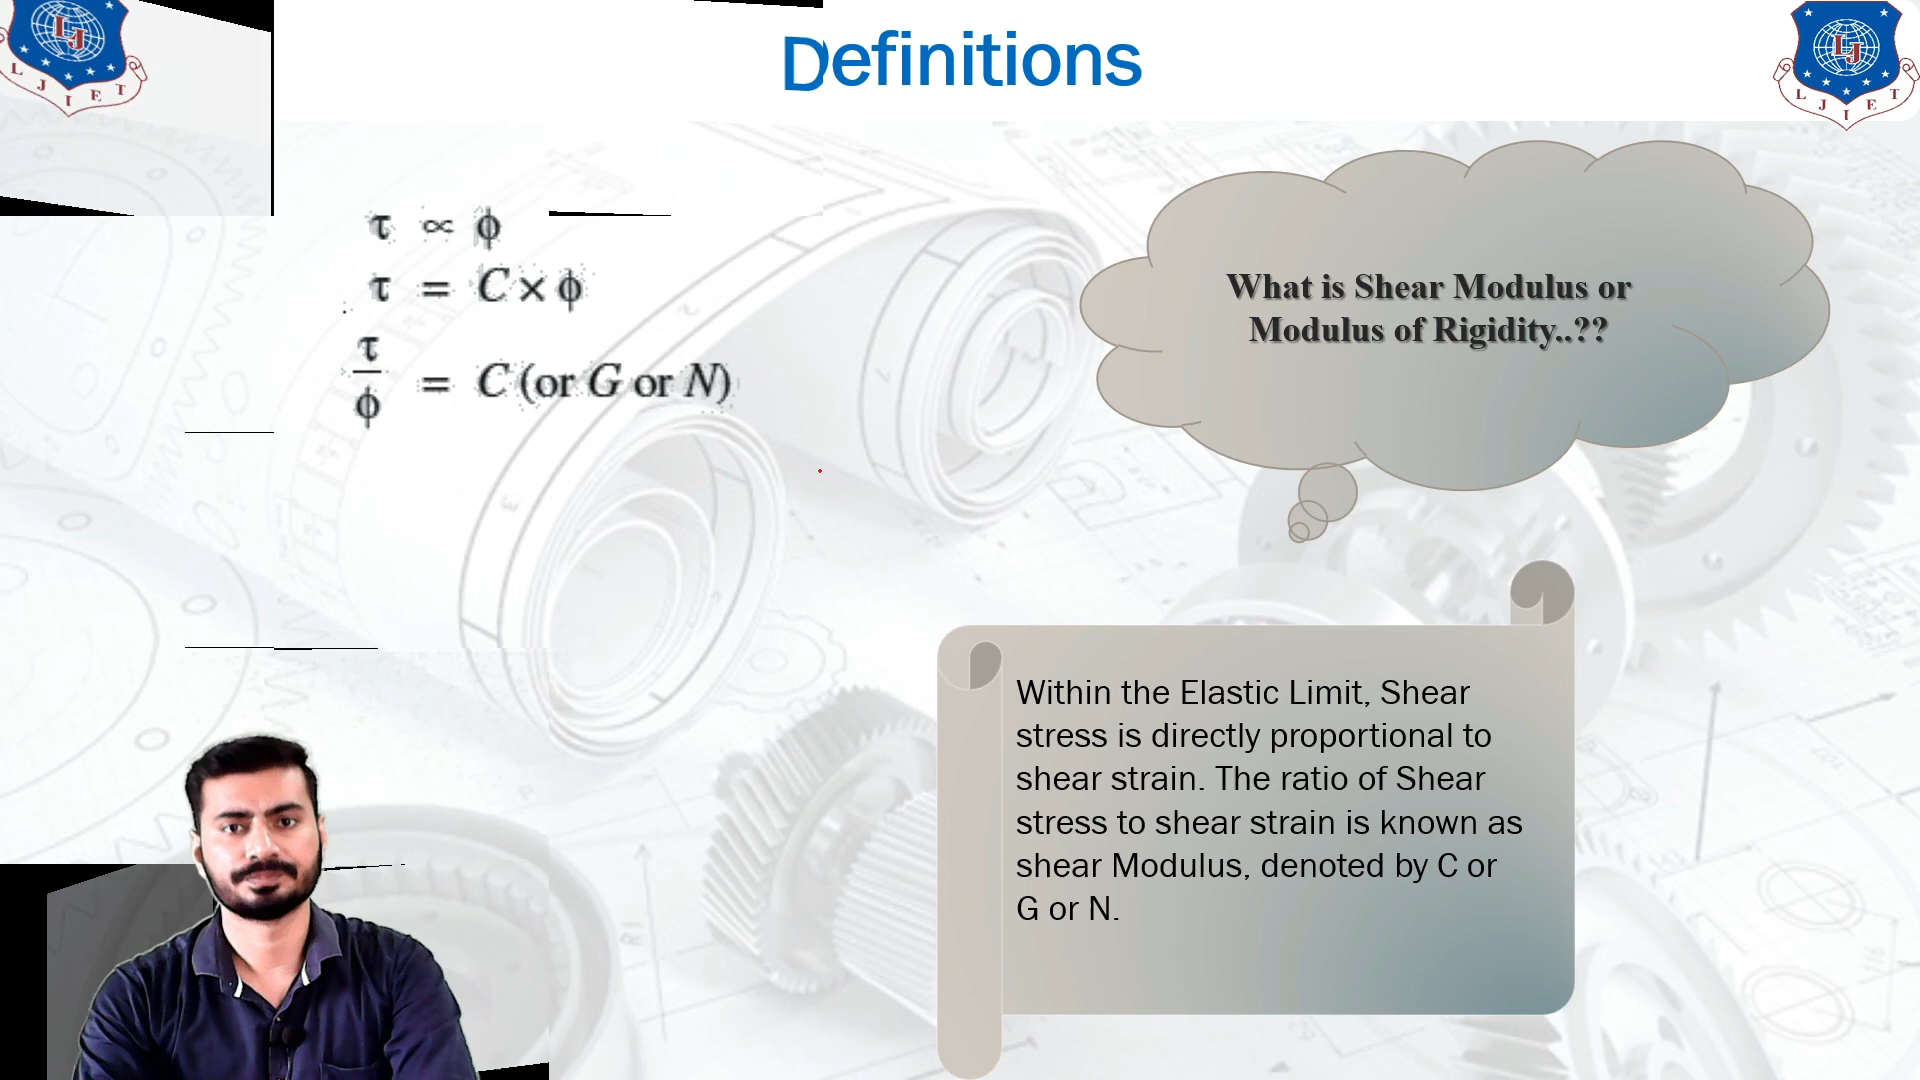 Definitions
L J I E T
L J I E T
τ ∝ ϕ
τ = C × ϕ
τ
ϕ
= C (or G or N)
What is Shear Modulus or
Modulus of Rigidity..??
Within the Elastic Limit, Shear
stress is directly proportional to
shear strain. The ratio of Shear
stress to shear strain is known as
shear Modulus, denoted by C or
G or N.